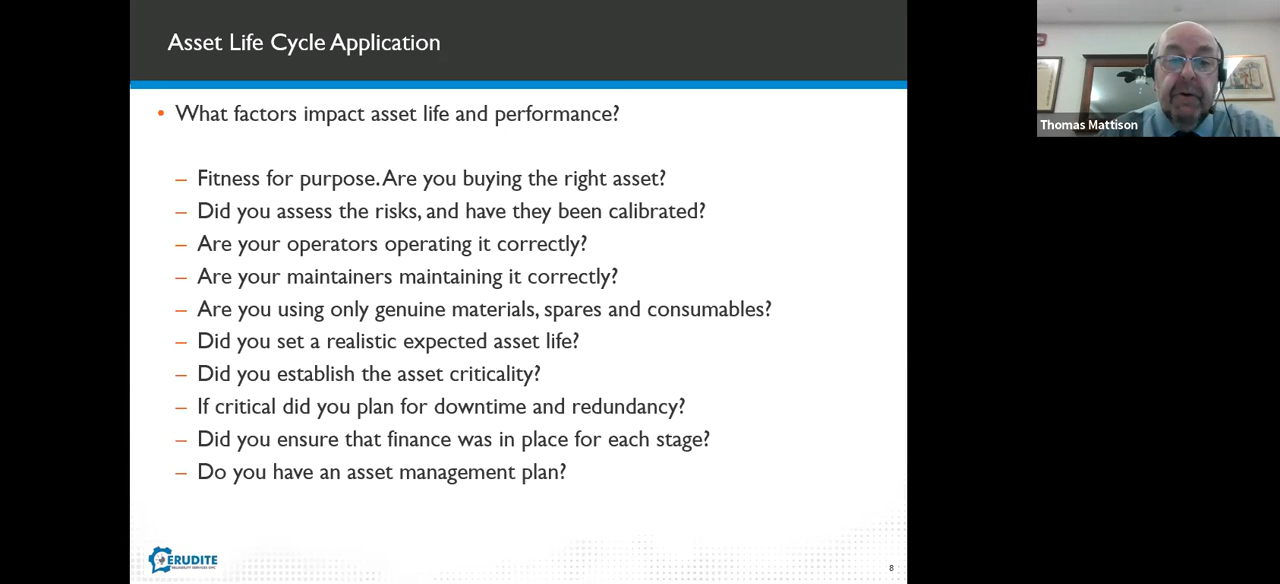 Asset Life Cycle Application
• What factors impact asset life and performance?
– Fitness for purpose. Are you buying the right asset?
– Did you assess the risks, and have they been calibrated?
– Are your operators operating it correctly?
– Are your maintainers maintaining it correctly?
– Are you using only genuine materials, spares and consumables?
– Did you set a realistic expected asset life?
– Did you establish the asset criticality?
– If critical did you plan for downtime and redundancy?
– Did you ensure that finance was in place for each stage?
– Do you have an asset management plan?
ERUDITE
RELIABILITY SERVICES SPC
8
Thomas Mattison